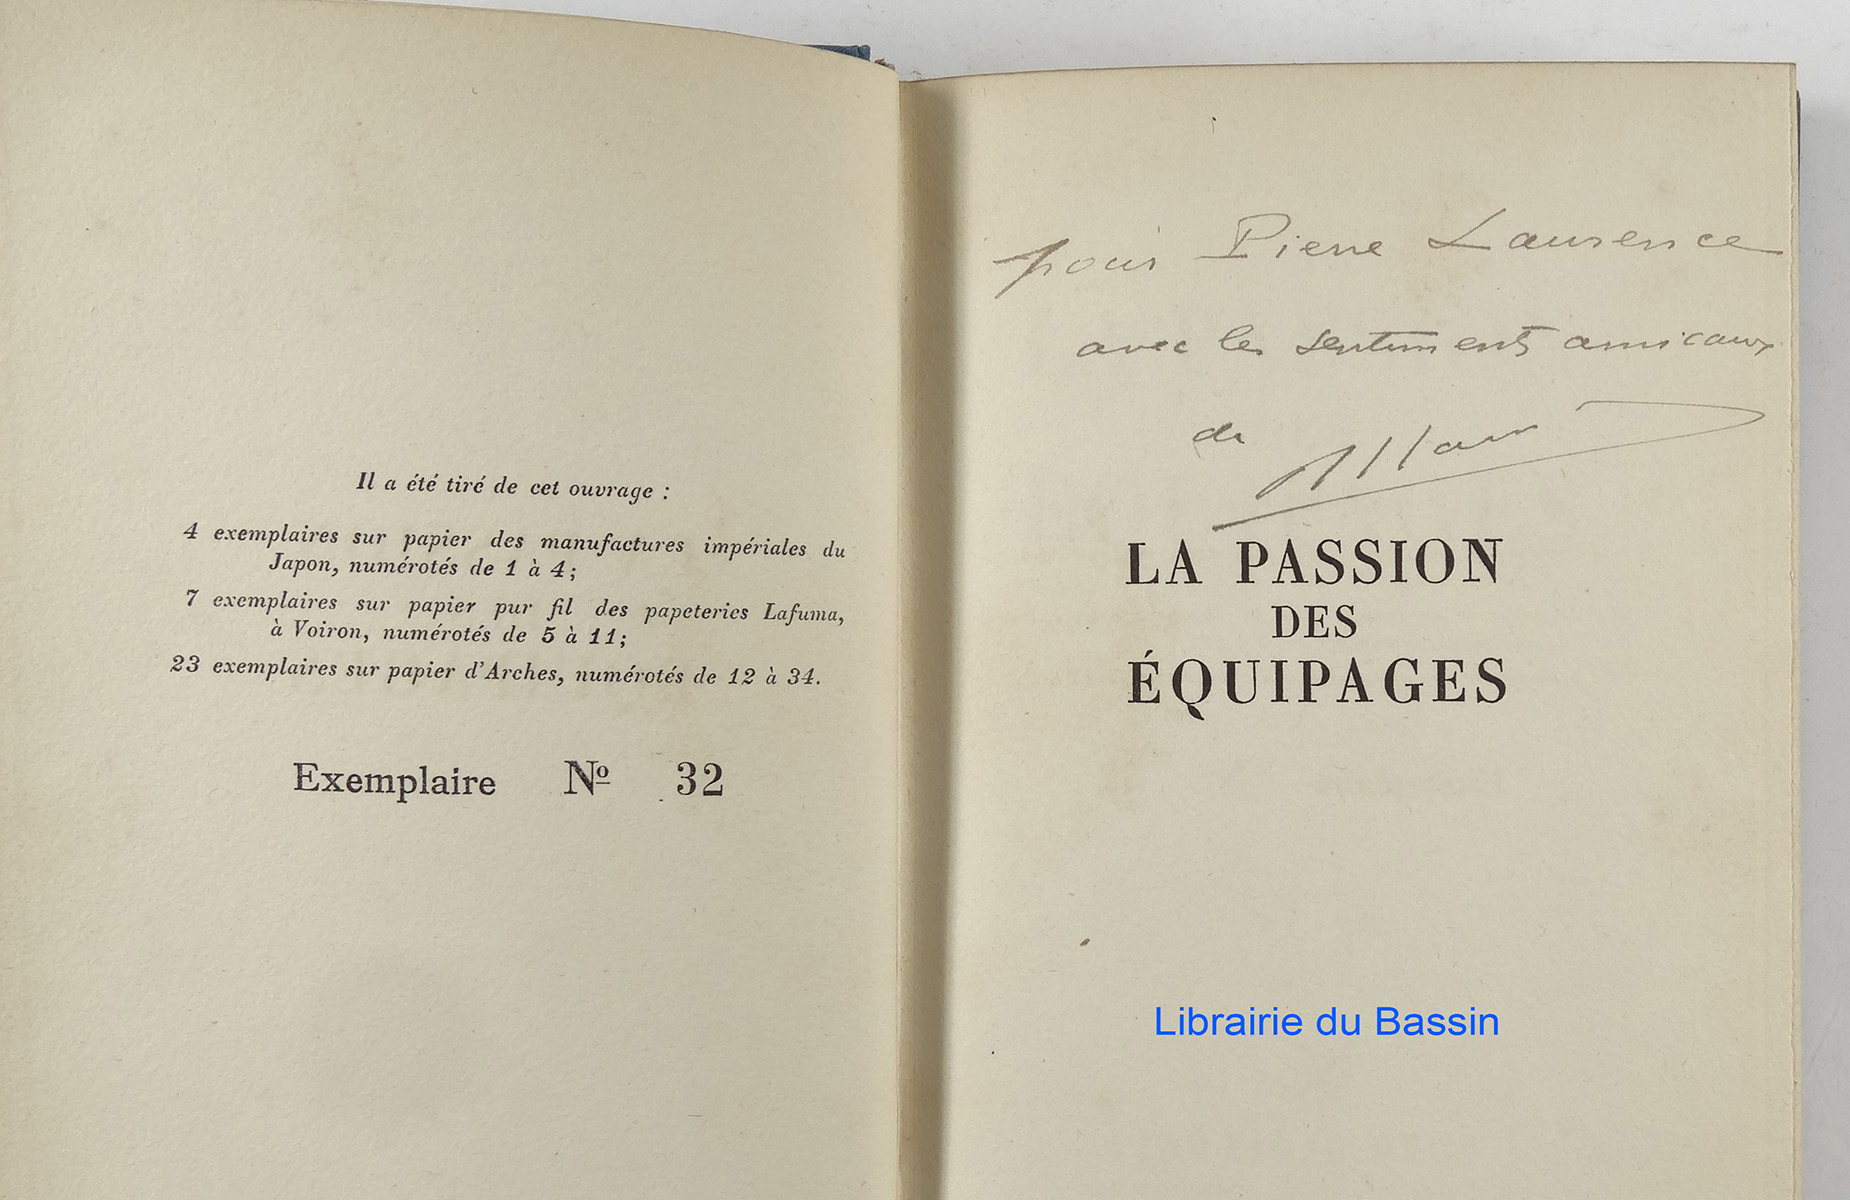 Il a été tiré de cet ouvrage :
4 exemplaires sur papier des manufactures impériales du
Japon, numérotés de 1 à 4;
7 exemplaires sur papier pur fil des papeteries Lafuma,
à Voiron, numérotés de 5 à 11;
23 exemplaires sur papier d'Arches, numérotés de 12 à 34.
Exemplaire Nº 32
pour Pierre Laurence
avec les sentiments amicaux
de
LA PASSION
DES
ÉQUIPAGES
Librairie du Bassin